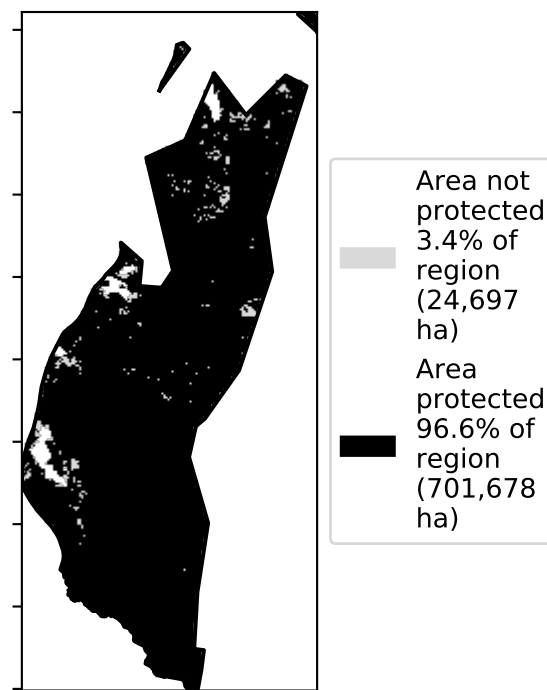 Area not
protected
3.4% of
region
(24,697
ha)
Area
protected
96.6% of
region
(701,678
ha)